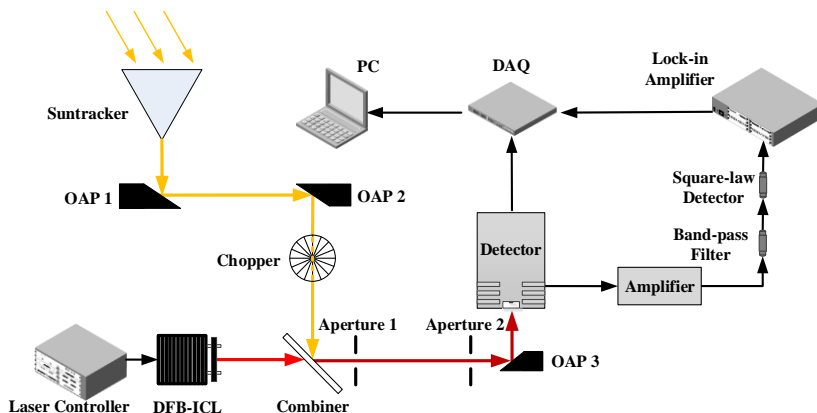 PC
DAQ
Lock-in
Amplifier
Suntracker
OAP 1
OAP 2
Square-law
Detector
Chopper
Detector
Band-pass
Filter
Amplifier
Aperture 1
Aperture 2
OAP 3
Laser Controller
DFB-ICL
Combiner